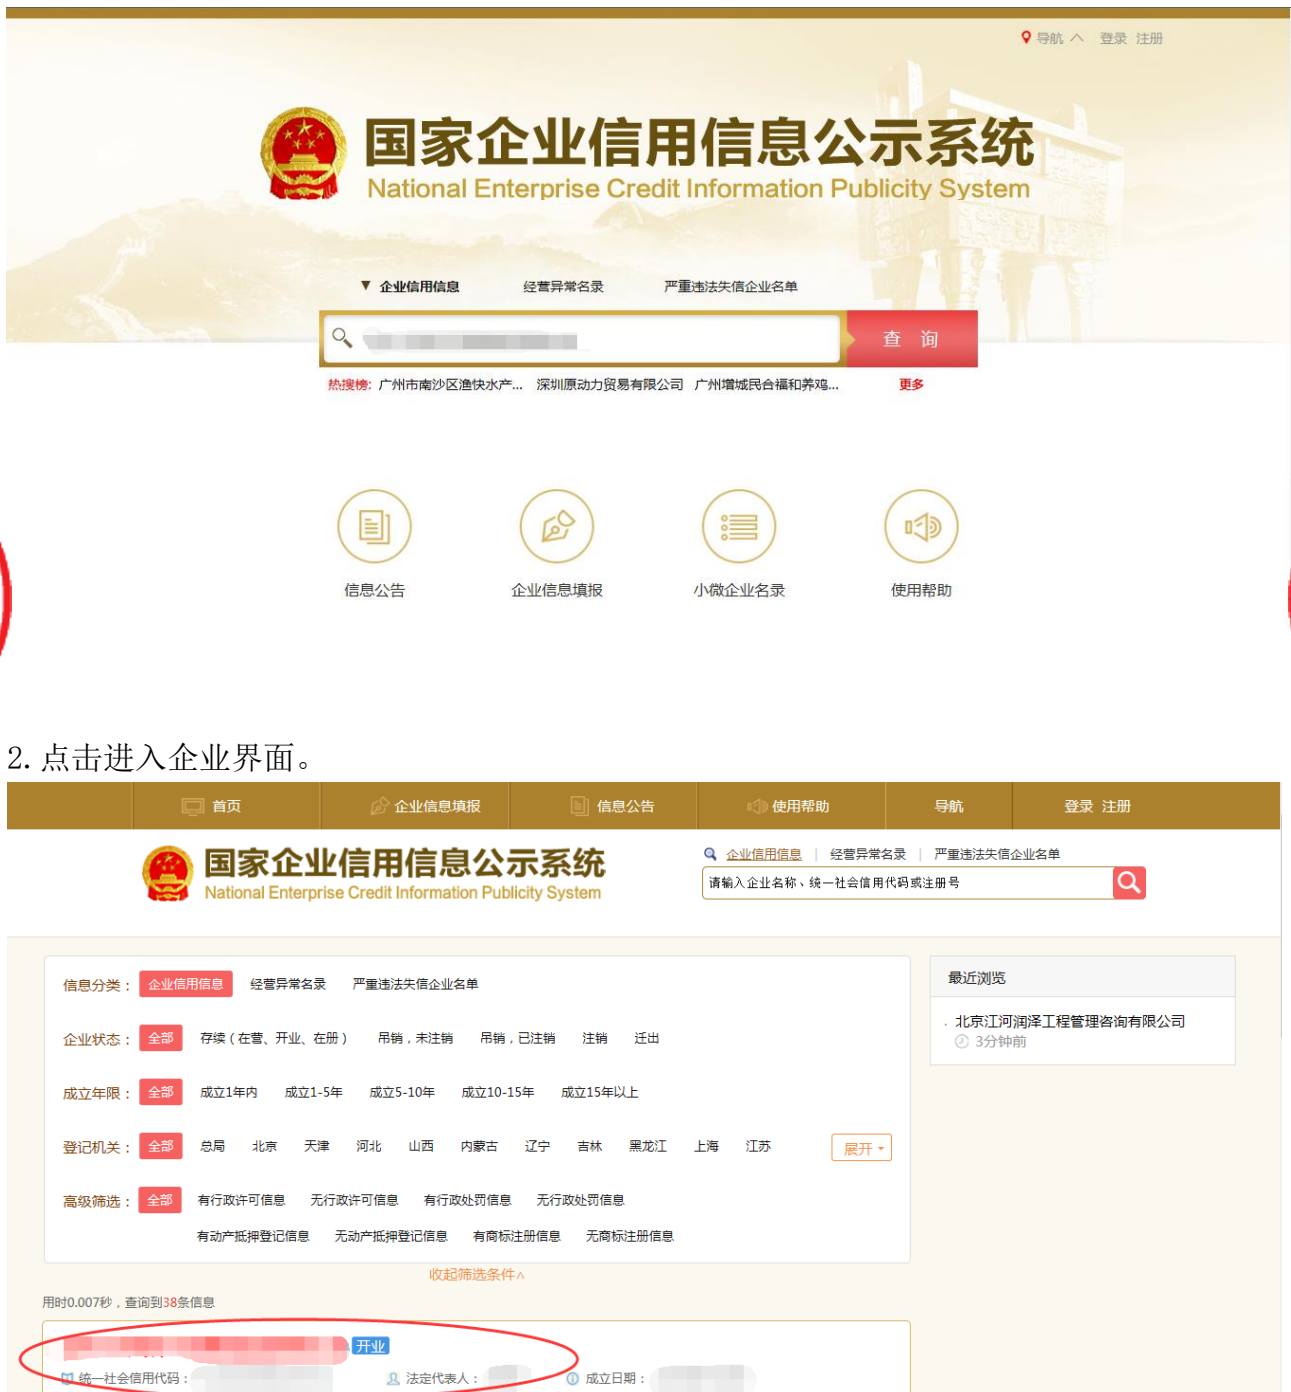 导航 登录 注册
国家企业信用信息公示系统
National Enterprise Credit Information Publicity System
企业信用信息 经营异常名录 严重违法失信企业名单
查 询
热搜榜: 广州市南沙区渔快水产... 深圳原动力贸易有限公司 广州增城民合福和养鸡... 更多
信息公告 企业信息填报 小微企业名录 使用帮助
2.点击进入企业界面。
首页 企业信息填报 信息公告 使用帮助 导航 登录 注册
国家企业信用信息公示系统
National Enterprise Credit Information Publicity System
企业信用信息 | 经营异常名录 | 严重违法失信企业名单
请输入企业名称、统一社会信用代码或注册号
信息分类： 企业信用信息 经营异常名录 严重违法失信企业名单
企业状态： 全部 存续（在营、开业、在册） 吊销，未注销 吊销，已注销 注销 迁出
成立年限： 全部 成立1年内 成立1-5年 成立5-10年 成立10-15年 成立15年以上
登记机关： 全部 总局 北京 天津 河北 山西 内蒙古 辽宁 吉林 黑龙江 上海 江苏 展开
高级筛选： 全部 有行政许可信息 无行政许可信息 有行政处罚信息 无行政处罚信息
有动产抵押登记信息 无动产抵押登记信息 有商标注册信息 无商标注册信息
收起筛选条件
最近浏览
北京江河润泽工程管理咨询有限公司
3分钟前
用时0.007秒，查询到38条信息
开业
统一社会信用代码： 法定代表人： 成立日期：